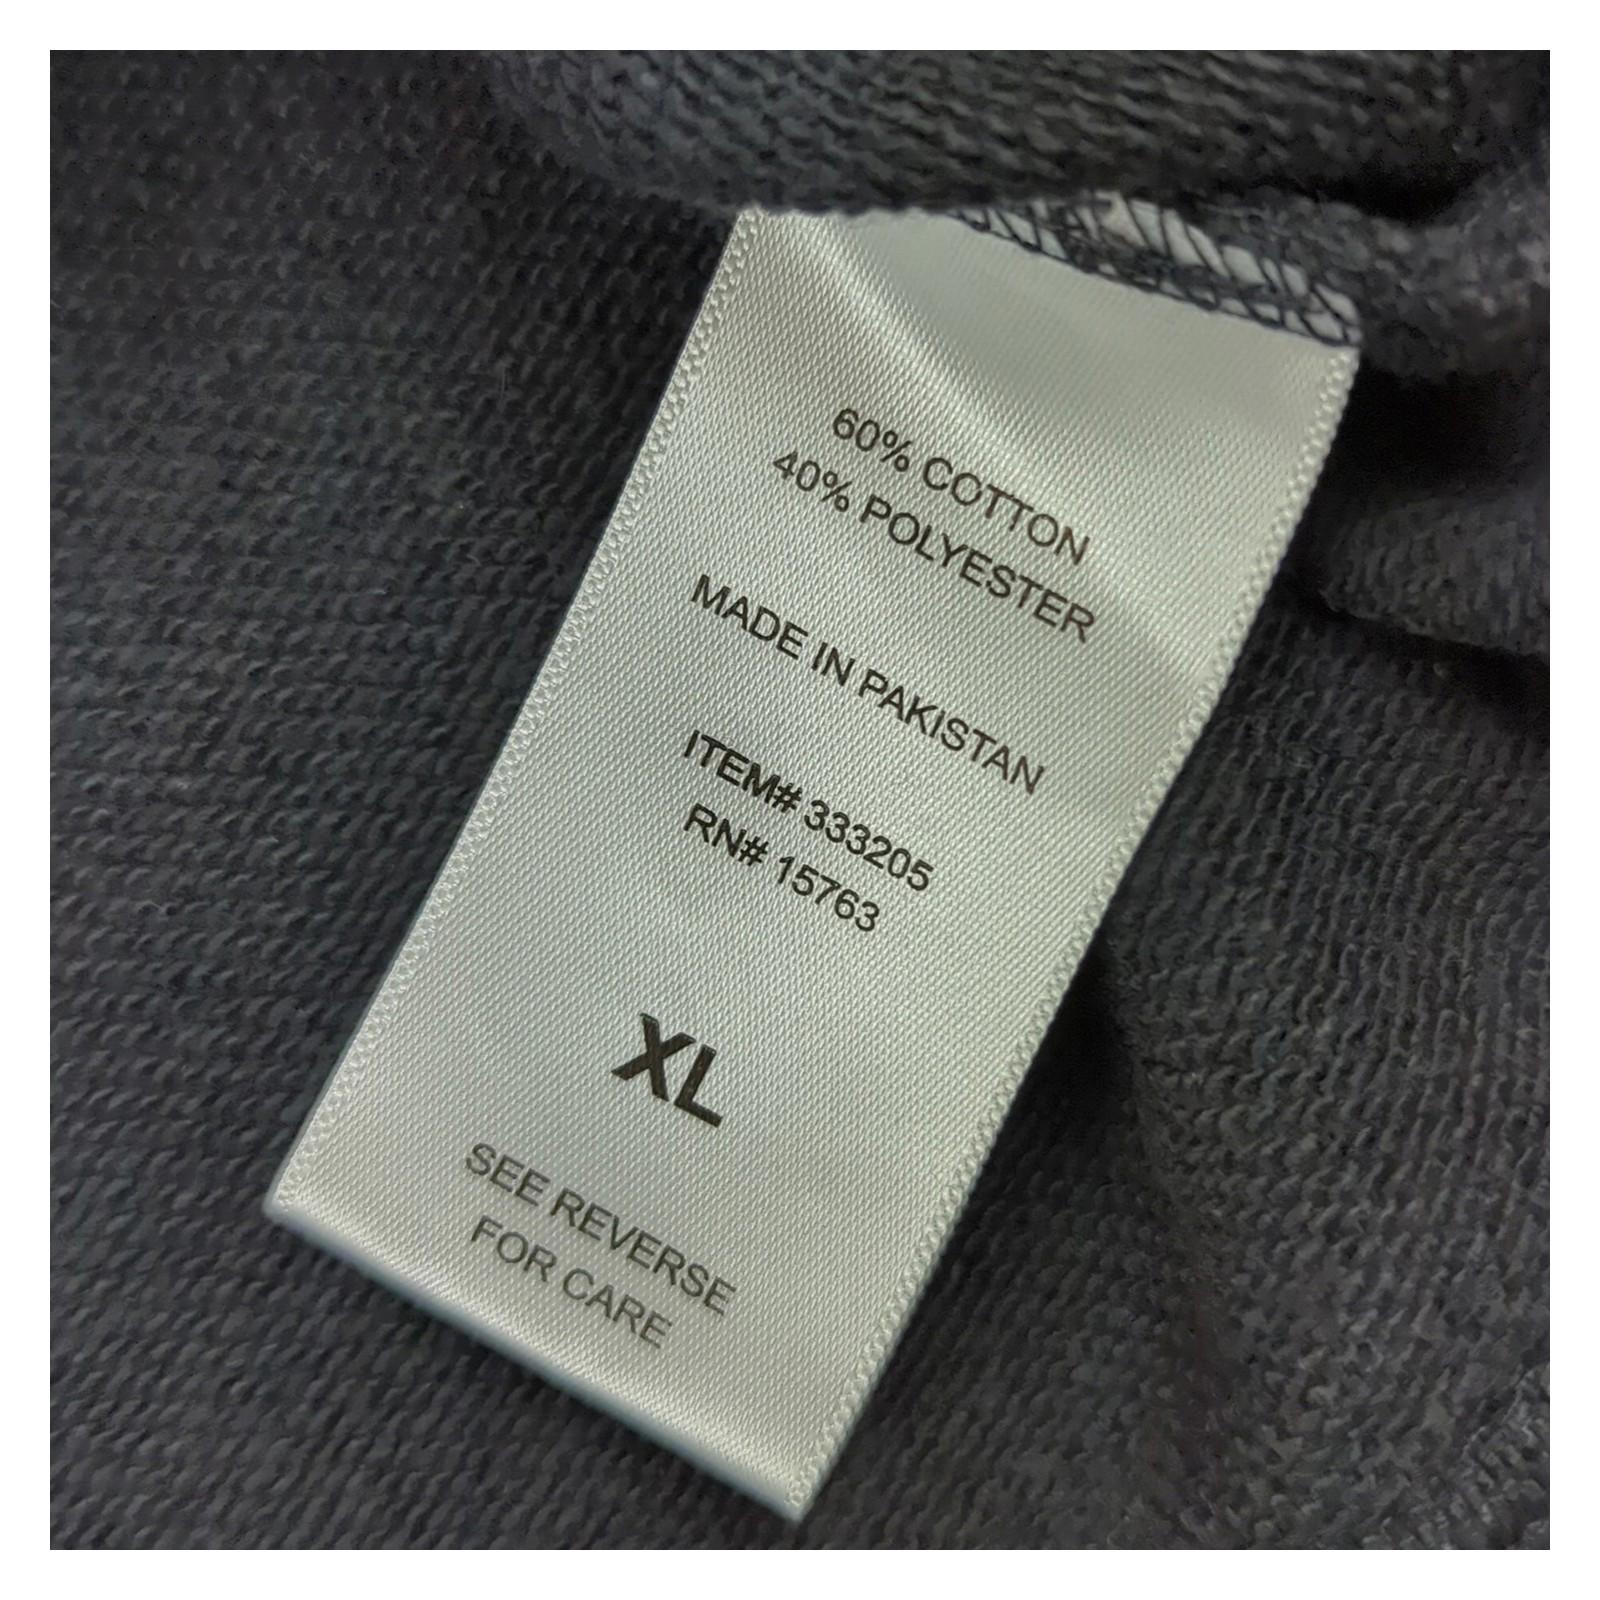 60% COTTON
40% POLYESTER
MADE IN PAKISTAN
ITEM# 333205
RN# 15763
XL
SEE REVERSE
FOR CARE